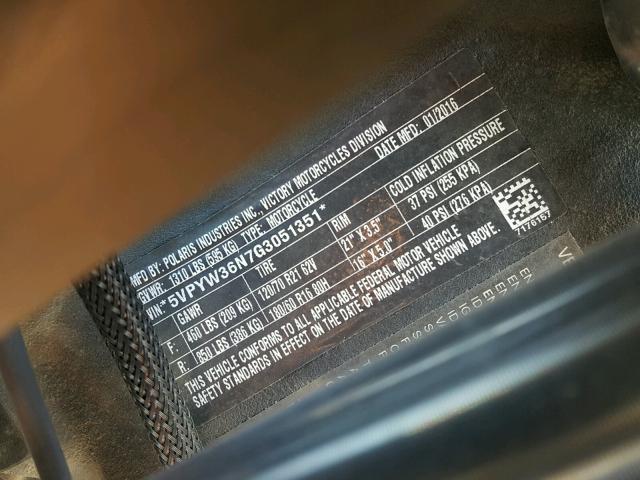 MFD. BY: POLARIS INDUSTRIES INC., VICTORY MOTORCYCLES DIVISION
GVWR: 1310 LBS (595 KG) TYPE: MOTORCYCLE DATE MFD: 01/2016
VIN: *5VPYW36N7G3051351*
GAWR TIRE RIM COLD INFLATION PRESSURE
F: 460 LBS (209 KG) 120/70 R21 62V 21" X 3.5" 37 PSI (255 KPA)
R: 850 LBS (386 KG) 180/60 R16 80H 16" X 5.0" 40 PSI (276 KPA)
THIS VEHICLE CONFORMS TO ALL APPLICABLE FEDERAL MOTOR VEHICLE
SAFETY STANDARDS IN EFFECT ON THE DATE OF MANUFACTURE.
7176157